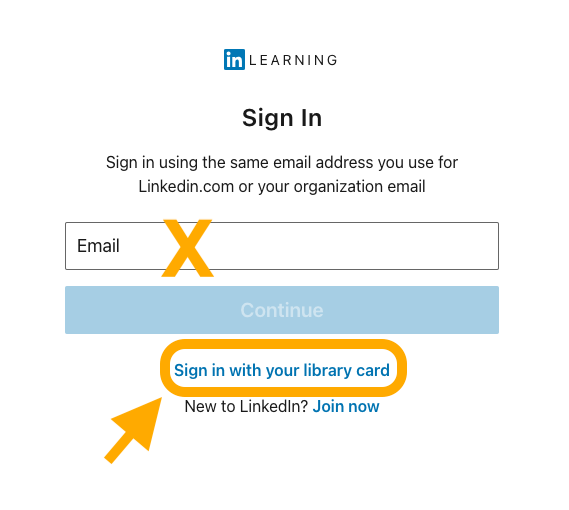 in LEARNING
Sign In
Sign in using the same email address you use for
Linkedin.com or your organization email
Email X
Continue
Sign in with your library card
New to LinkedIn? Join now